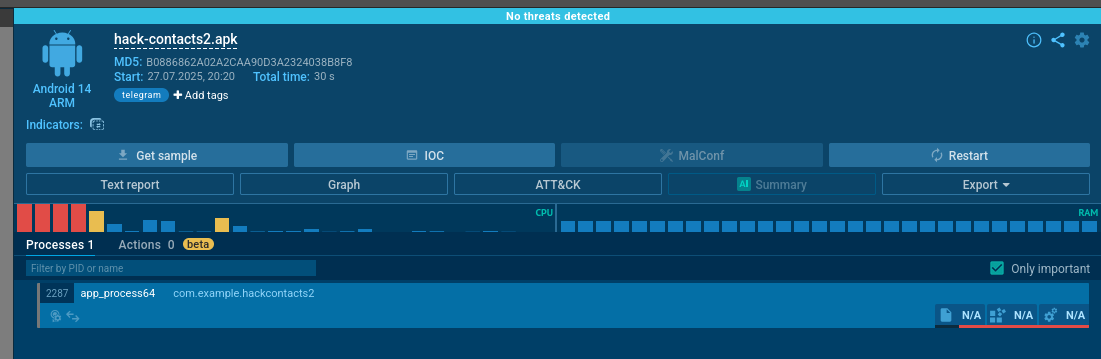 No threats detected
hack-contacts2.apk
MD5: B0886862A02A2CAA90D3A2324038B8F8
Start: 27.07.2025, 20:20 Total time: 30 s
Android 14
ARM
telegram + Add tags
Indicators:
Get sample IOC MalConf Restart
Text report Graph ATT&CK AI Summary Export
CPU RAM
Processes 1 Actions 0 beta
Filter by PID or name Only important
2287 app_process64 com.example.hackcontacts2
N/A N/A N/A